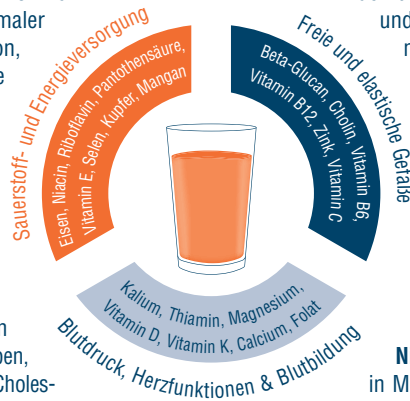 maler
on,
e
und
n
Sauerstoff- und Energieversorgung
Eisen, Niacin, Riboflavin, Pantothensäure,
Vitamin E, Selen, Kupfer, Mangan
Freie und elastische Gefäße
Beta-Glucan, Cholin, Vitamin B6,
Vitamin B12, Zink, Vitamin C
Kalium, Thiamin, Magnesium,
Vitamin D, Vitamin K, Calcium, Folat
Blutdruck, Herzfunktionen & Blutbildung
n
ben,
Choles-
N
in M